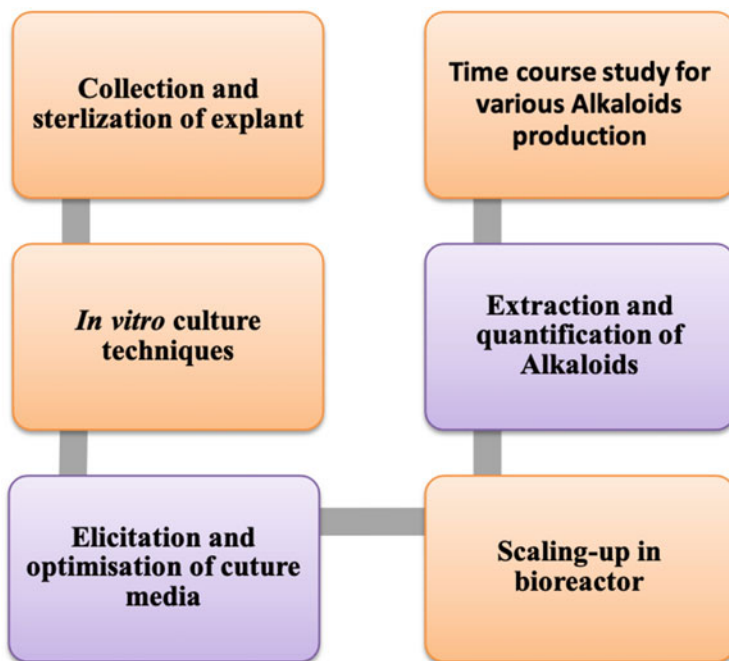 Collection and
sterlization of explant
In vitro culture
techniques
Elicitation and
optimisation of cuture
media
Scaling-up in
bioreactor
Extraction and
quantification of
Alkaloids
Time course study for
various Alkaloids
production